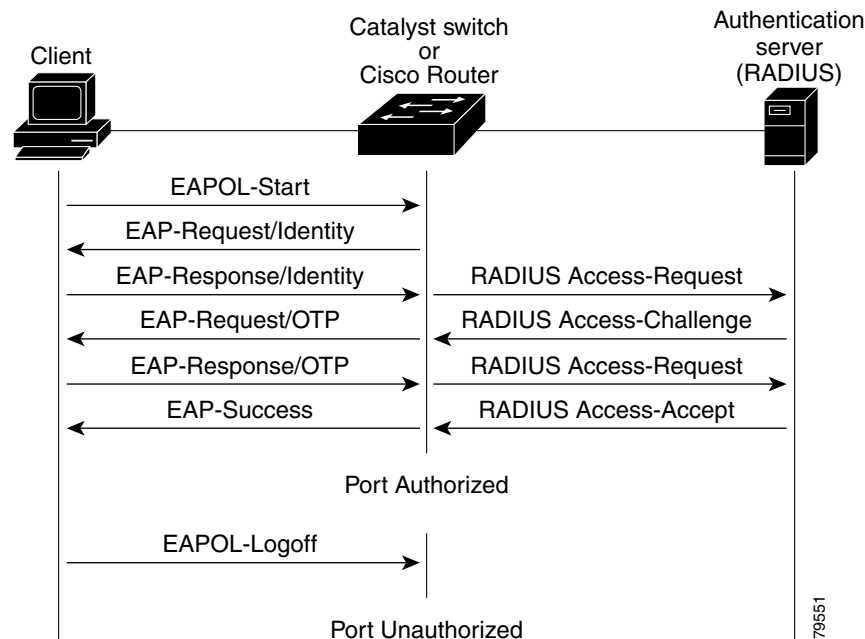 Client
Catalyst switch
or
Cisco Router
Authentication
server
(RADIUS)
EAPOL-Start
EAP-Request/Identity
EAP-Response/Identity
RADIUS Access-Request
EAP-Request/OTP
RADIUS Access-Challenge
EAP-Response/OTP
RADIUS Access-Request
EAP-Success
RADIUS Access-Accept
Port Authorized
EAPOL-Logoff
Port Unauthorized
79551